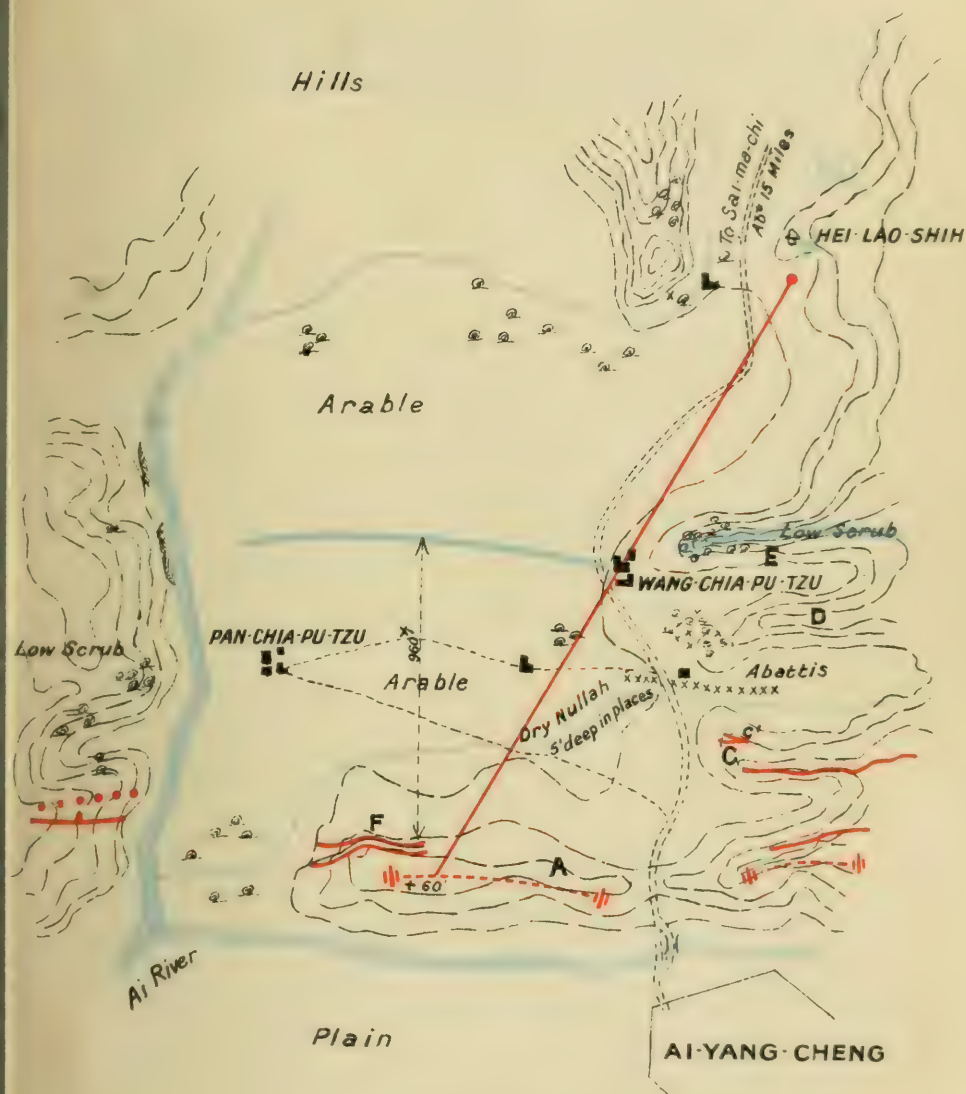 Hills
To Sai-ma-chi
Abt 15 Miles
HEI-LAO-SHIH
Arable
Low Scrub
E
WANG-CHIA-PU-TZU
D
PAN-CHIA-PU-TZU
960x
Low Scrub
Arable
Abattis
Dry Nullah
5' deep in places
C
C
F
A
+ 60'
Ai River
Plain
AI-YANG-CHENG